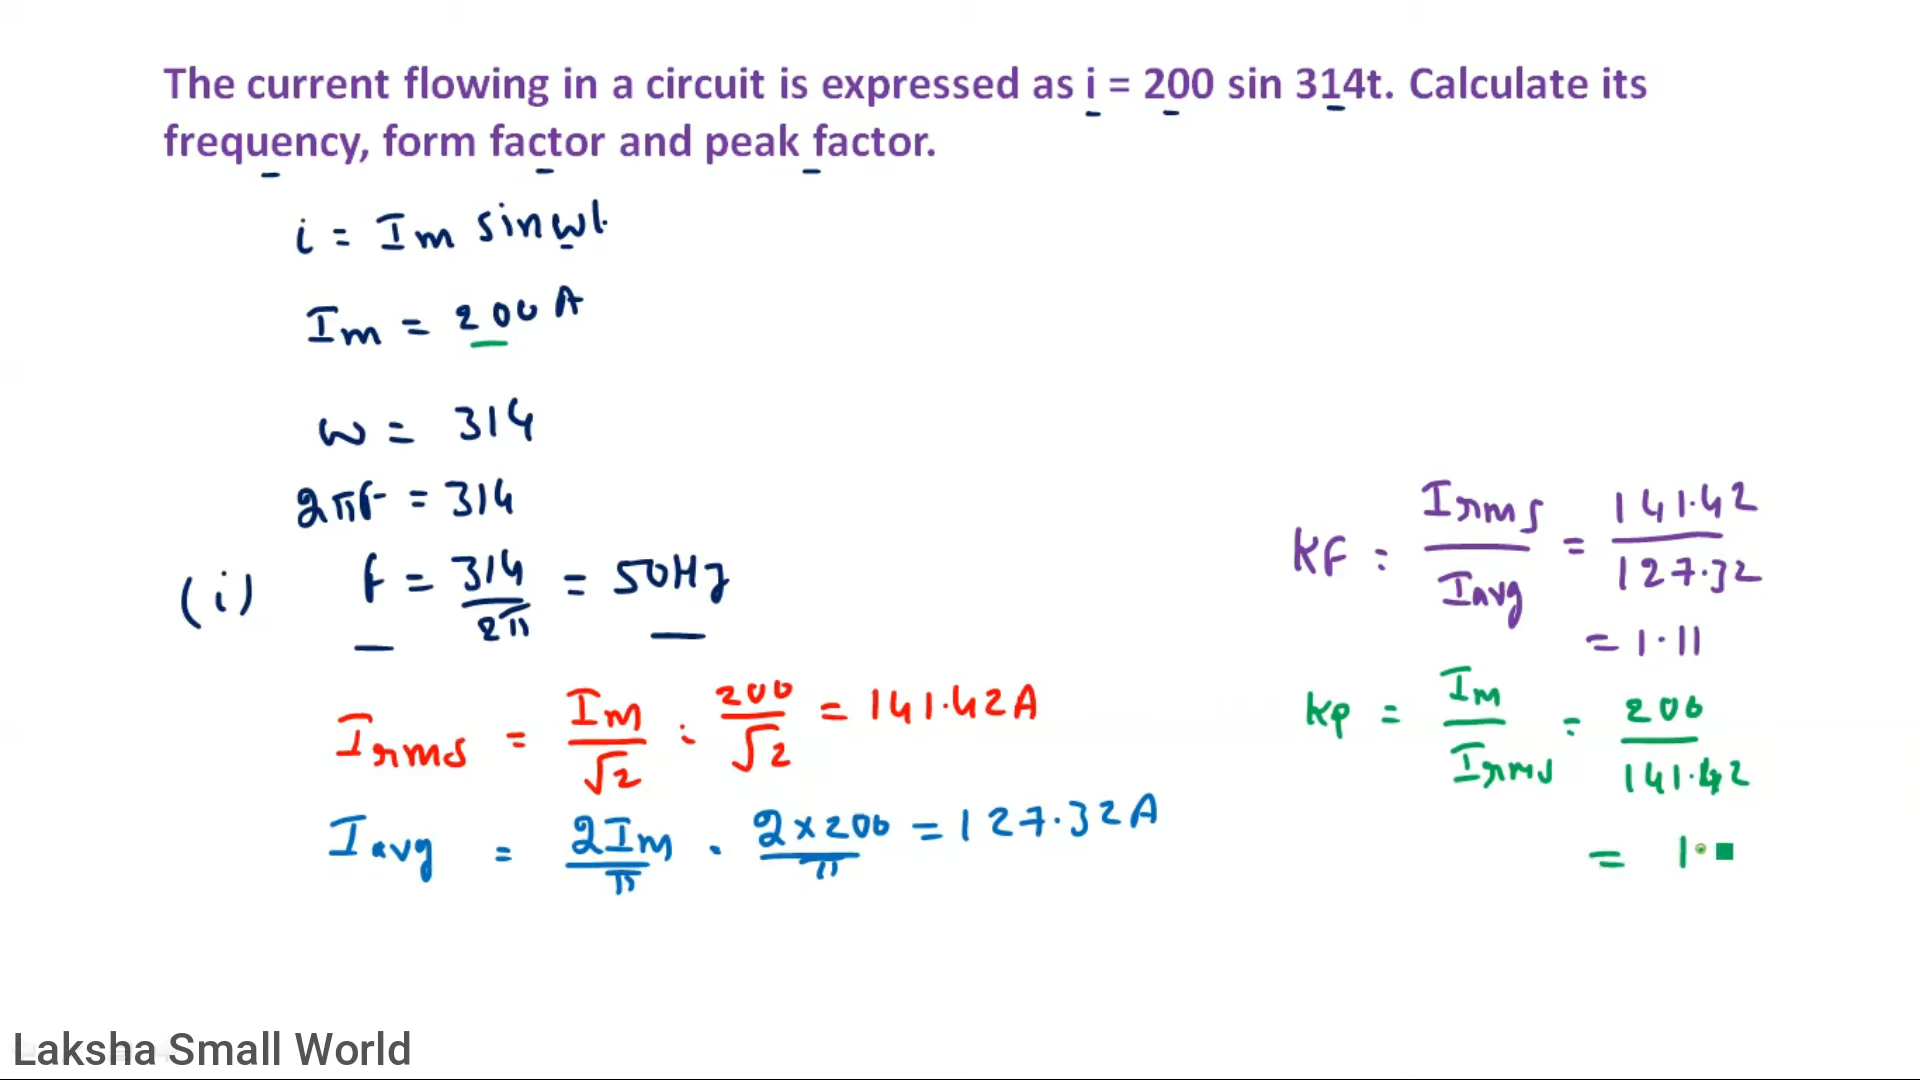 The current flowing in a circuit is expressed as i = 200 sin 314t. Calculate its
frequency, form factor and peak factor.
i = Im sinωt
Im = 200 A
ω = 314
2πf = 314
(i) f = 314/2π = 50Hz
Irms = Im/√2 = 200/√2 = 141.42A
Iavg = 2Im/π = 2×200/π = 127.32A
KF = Irms/Iavg = 141.42/127.32
= 1.11
Kp = Im/Irms = 200/141.42
= 1.
Laksha Small World